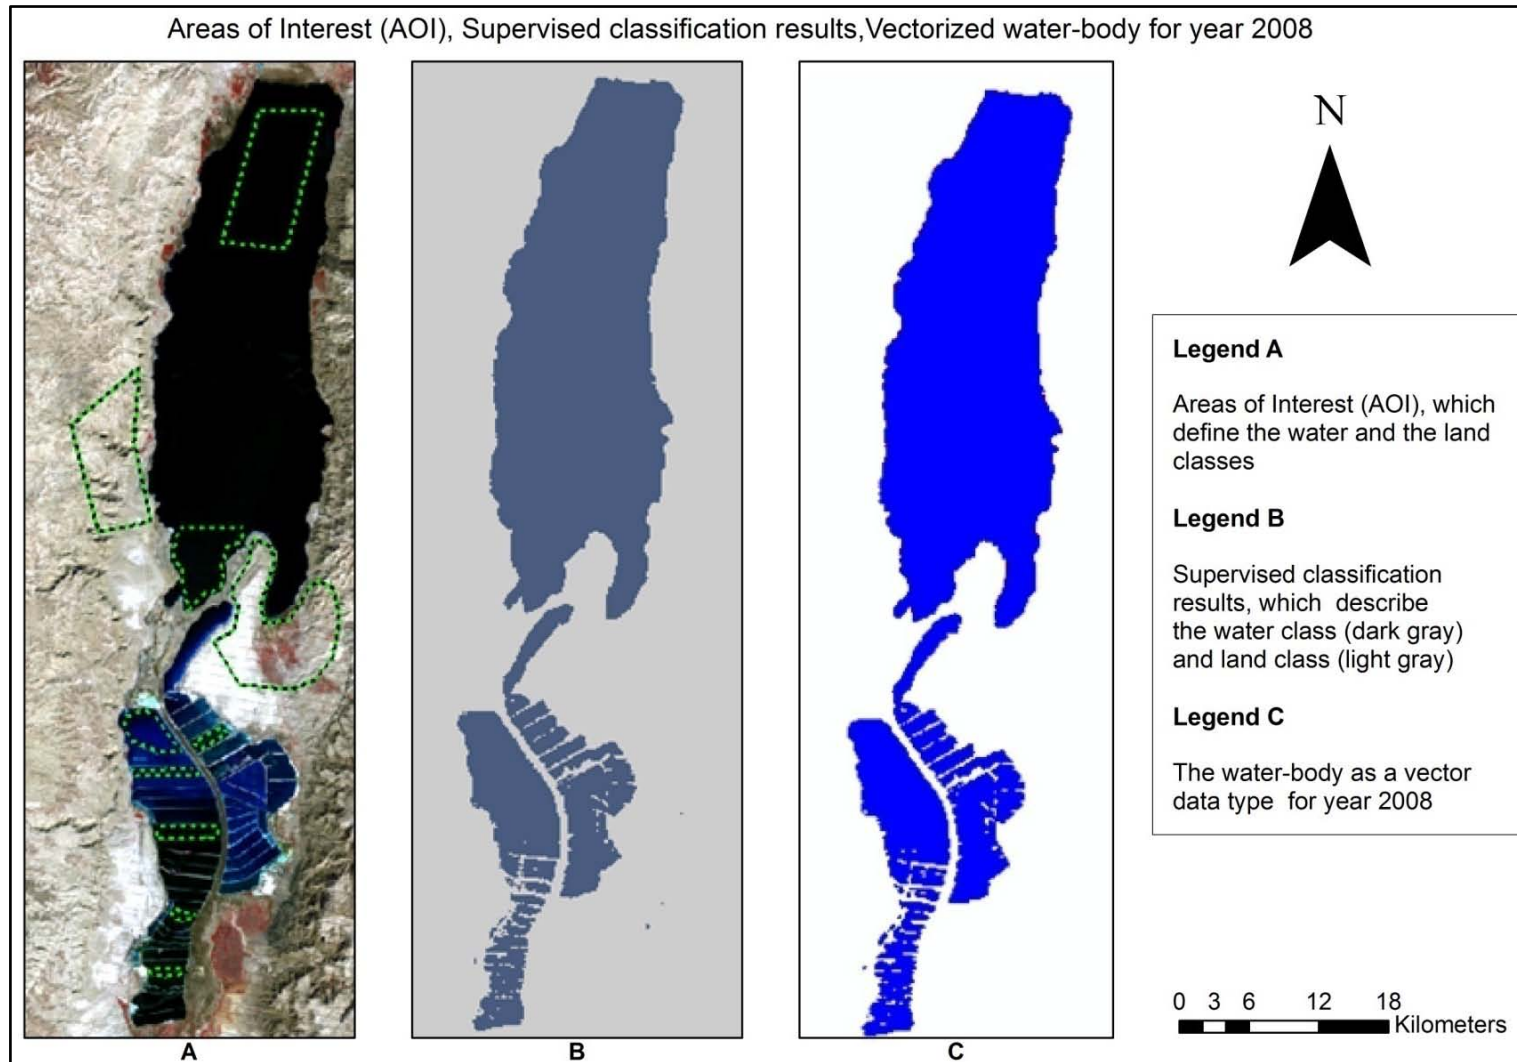 Areas of Interest (AOI), Supervised classification results,Vectorized water-body for year 2008
A
B
C
N
Legend A
Areas of Interest (AOI), which
define the water and the land
classes
Legend B
Supervised classification
results, which describe
the water class (dark gray)
and land class (light gray)
Legend C
The water-body as a vector
data type for year 2008
0 3 6 12 18
Kilometers